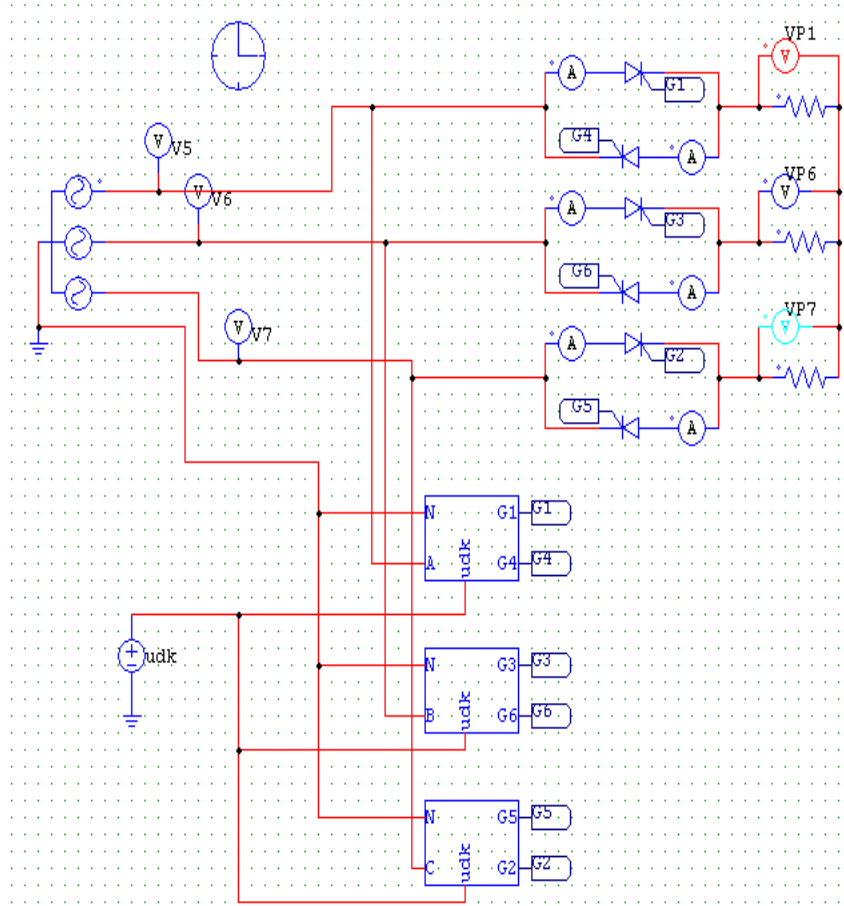 VP1
A
V
G1
V5
V
G4
A
V6
V
VP6
A
V
G3
G6
A
V7
V
VP7
A
V
G2
G5
A
N G1 G1
A G4 G4
udk
udk
N G3 G3
B G6 G6
udk
N G5 G5
C G2 G2
udk